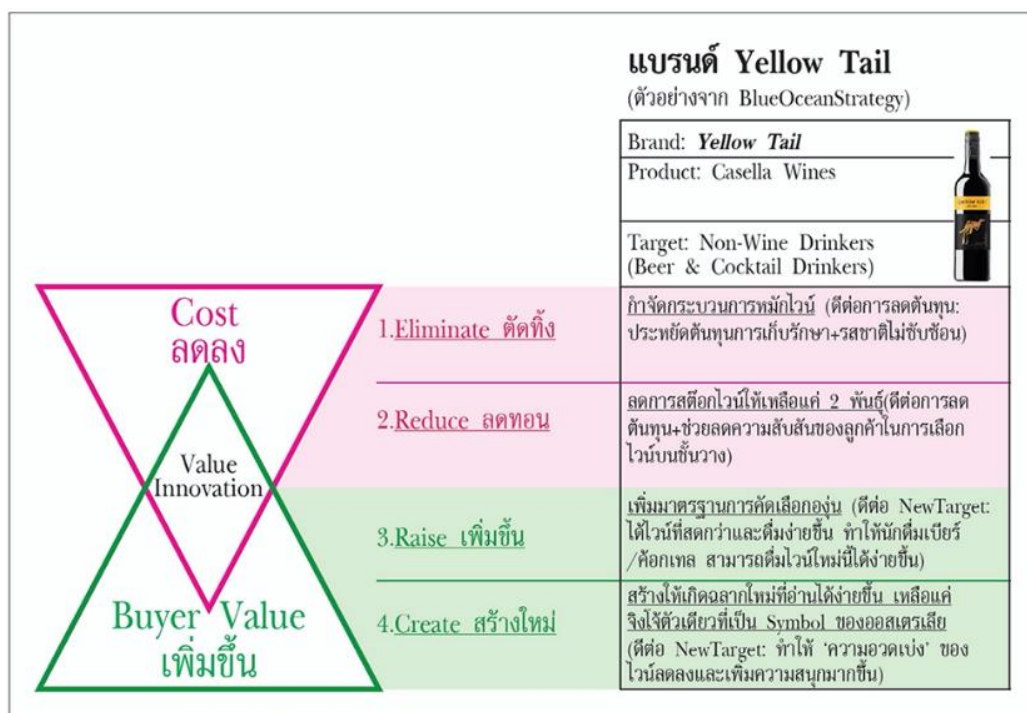 แบรนด์ Yellow Tail
(ตัวอย่างจาก BlueOceanStrategy)
Brand: Yellow Tail
Product: Casella Wines
Target: Non-Wine Drinkers
(Beer & Cocktail Drinkers)
Cost
ลดลง
Value
Innovation
Buyer Value
เพิ่มขึ้น
1.Eliminate ตัดทิ้ง
กำจัดกระบวนการหมักไวน์ (ดีต่อการลดต้นทุน:
ประหยัดต้นทุนการเก็บรักษา+รสชาติไม่ซับซ้อน)
2.Reduce ลดทอน
ลดการสต๊อกไวน์ให้เหลือแค่ 2 พันธุ์(ดีต่อการลด
ต้นทุน+ช่วยลดความสับสนของลูกค้าในการเลือก
ไวน์บนชั้นวาง)
3.Raise เพิ่มขึ้น
เพิ่มมาตรฐานการคัดเลือกองุ่น (ดีต่อ NewTarget:
ได้ไวน์ที่สดกว่าและดื่มง่ายขึ้น ทำให้นักดื่มเบียร์
/ค้อกเทล สามารถดื่มไวน์ใหม่นี้ได้ง่ายขึ้น)
4.Create สร้างใหม่
สร้างให้เกิดฉลากใหม่ที่อ่านได้ง่ายขึ้น เหลือแค่
จิงโจ้ตัวเดียวที่เป็น Symbol ของออสเตรเลีย
(ดีต่อ NewTarget: ทำให้ 'ความอวดเบ่ง' ของ
ไวน์ลดลงและเพิ่มความสนุกมากขึ้น)